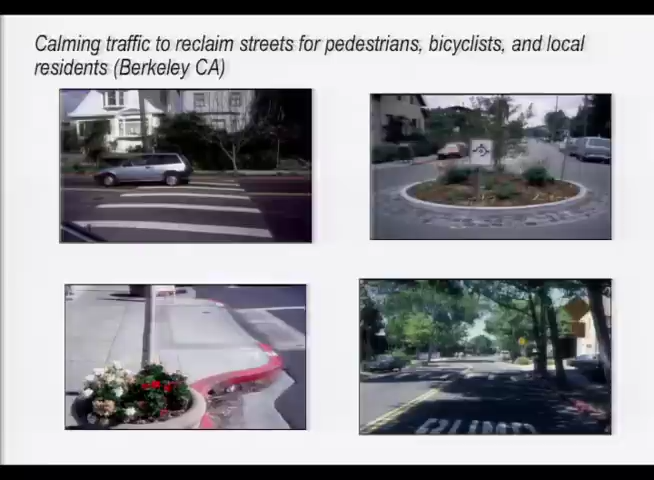 Calming traffic to reclaim streets for pedestrians, bicyclists, and local
residents (Berkeley CA)